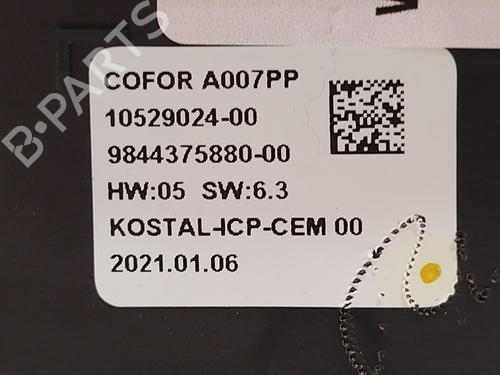 COFOR A007PP
10529024-00
9844375880-00
HW:05 SW:6.3
KOSTAL-ICP-CEM 00
2021.01.06
B-PARTS